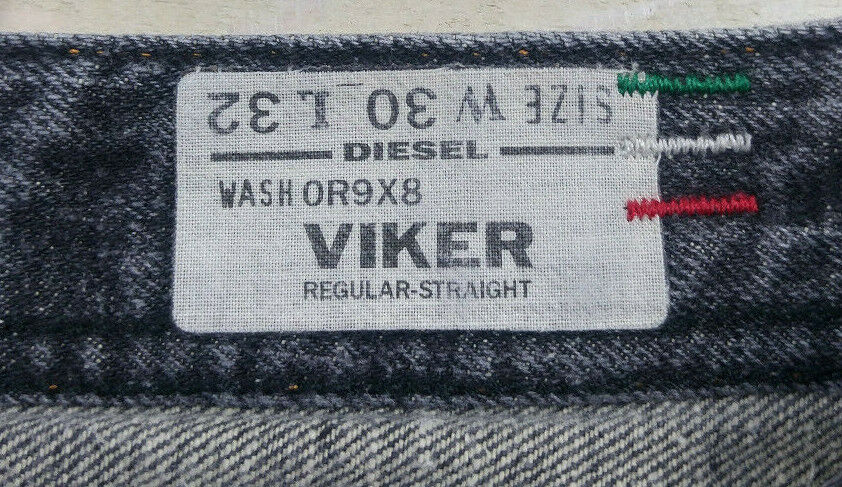 SIZE W 30 L 32
DIESEL
WASH OR9X8
VIKER
REGULAR-STRAIGHT